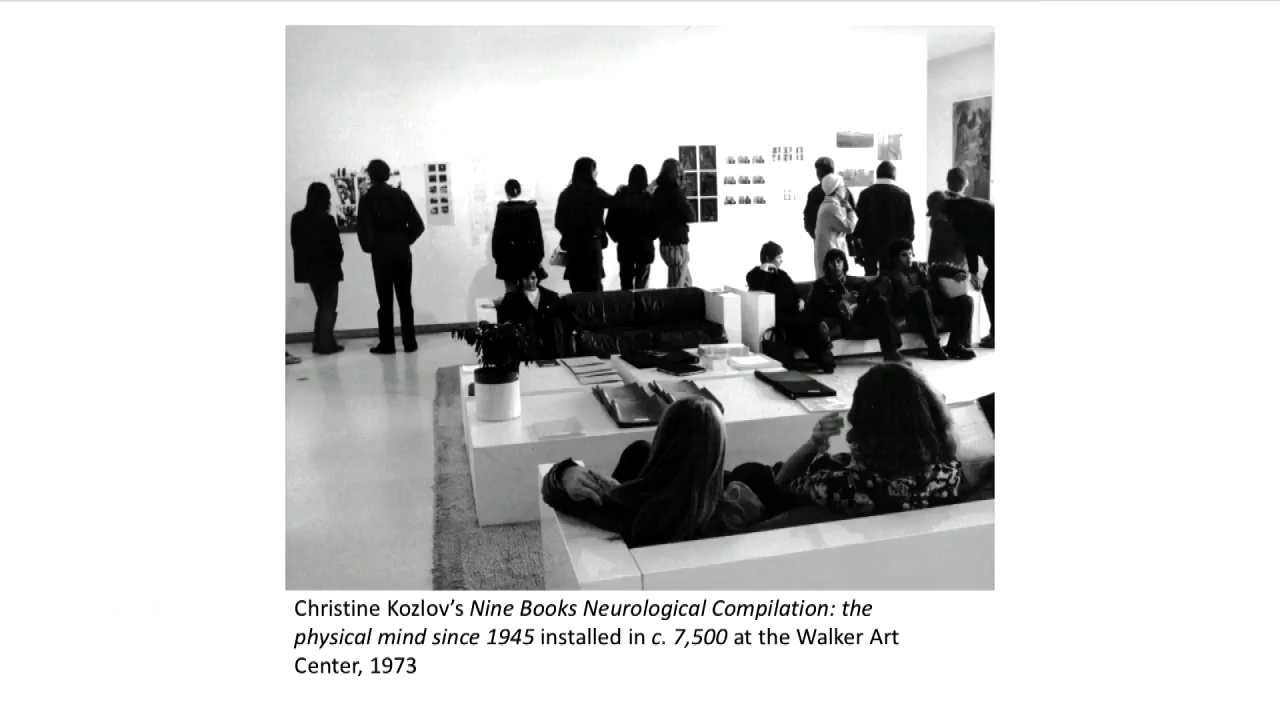 Christine Kozlov’s Nine Books Neurological Compilation: the
physical mind since 1945 installed in c. 7,500 at the Walker Art
Center, 1973